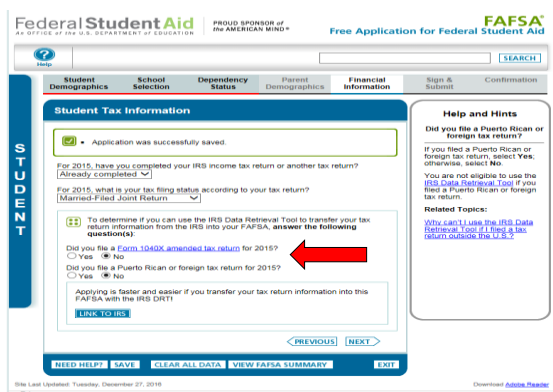 Federal Student Aid
An OFFICE of the U.S. DEPARTMENT of EDUCATION
PROUD SPONSOR of
the AMERICAN MIND®
FAFSA®
Free Application for Federal Student Aid
Help
SEARCH
Student
Demographics
School
Selection
Dependency
Status
Parent
Demographics
Financial
Information
Sign &
Submit
Confirmation
STUDENT
Student Tax Information
• Application was successfully saved.
For 2015, have you completed your IRS income tax return or another tax return?
Already completed
For 2015, what is your tax filing status according to your tax return?
Married-Filed Joint Return
To determine if you can use the IRS Data Retrieval Tool to transfer your tax
return information from the IRS into your FAFSA, answer the following
question(s):
Did you file a Form 1040X amended tax return for 2015?
Yes No
Did you file a Puerto Rican or foreign tax return for 2015?
Yes No
Applying is faster and easier if you transfer your tax return information into this
FAFSA with the IRS DRT!
LINK TO IRS
PREVIOUS NEXT
NEED HELP? SAVE CLEAR ALL DATA VIEW FAFSA SUMMARY EXIT
Help and Hints
Did you file a Puerto Rican or
foreign tax return?
If you filed a Puerto Rican or
foreign tax return, select Yes;
otherwise, select No.
You are not eligible to use the
IRS Data Retrieval Tool if you
filed a Puerto Rican or foreign
tax return.
Related Topics:
Why can't I use the IRS Data
Retrieval Tool if I filed a tax
return outside the U.S.?
Site Last Updated: Tuesday, December 27, 2016
Download Adobe Reader